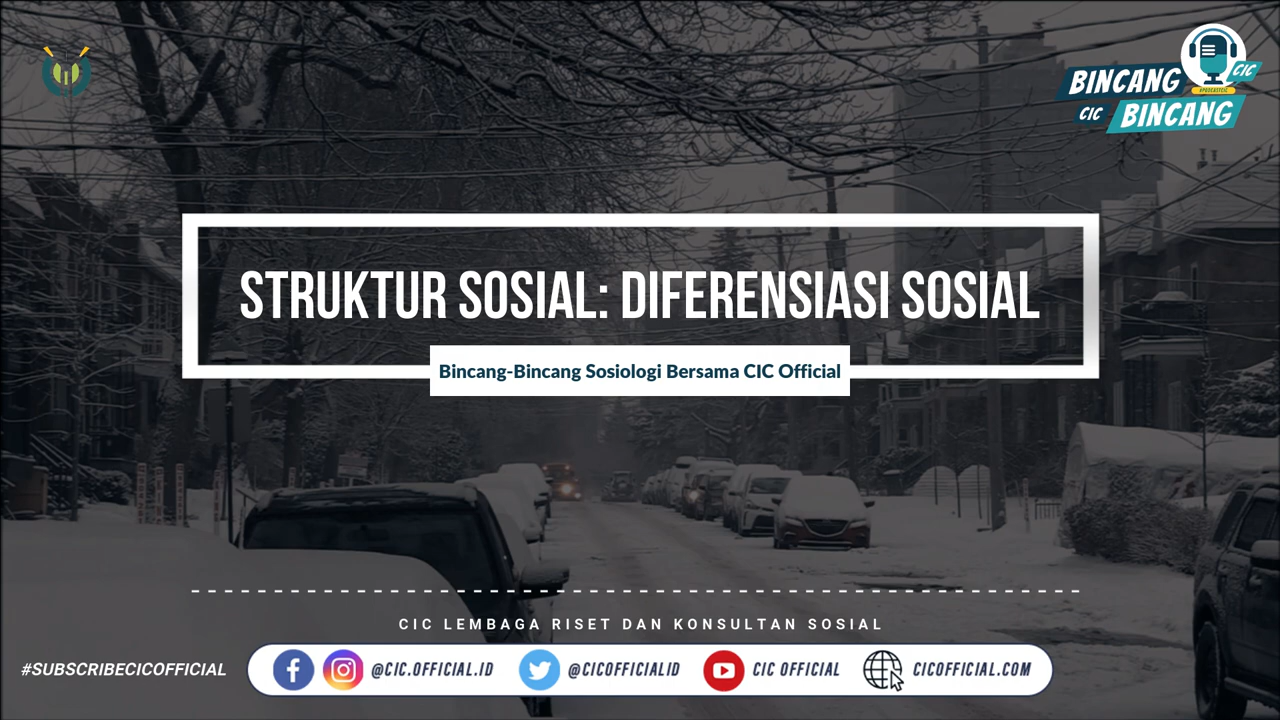 BINCANG CIC
#PODCASTCIC
CIC BINCANG
STRUKTUR SOSIAL: DIFERENSIASI SOSIAL
Bincang-Bincang Sosiologi Bersama CIC Official
CIC LEMBAGA RISET DAN KONSULTAN SOSIAL
#SUBSCRIBECICOFFICIAL
@CIC.OFFICIAL.ID
@CICOFFICIALID
CIC OFFICIAL
CICOFFICIAL.COM